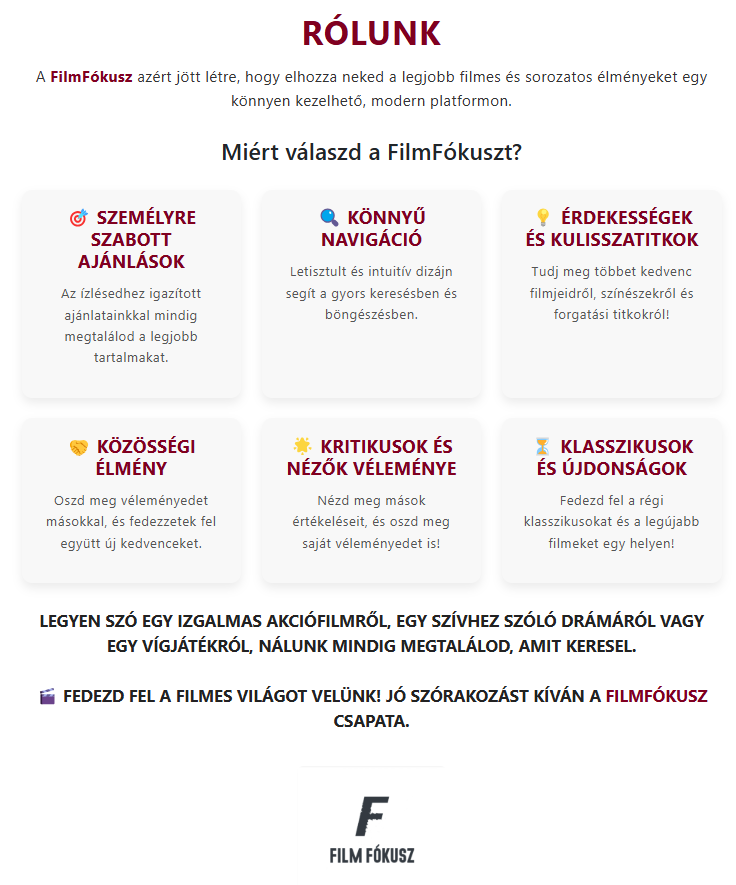 RÓLUNK
A FilmFókusz azért jött létre, hogy elhozza neked a legjobb filmes és sorozatos élményeket egy
könnyen kezelhető, modern platformon.
Miért válaszd a FilmFókuszt?
🎯 SZEMÉLYRE
SZABOTT
AJÁNLÁSOK
Az ízlésedhez igazított
ajánlatainkkal mindig
megtalálod a legjobb
tartalmakat.
🔍 KÖNNYŰ
NAVIGÁCIÓ
Letisztult és intuitív dizájn
segít a gyors keresésben és
böngészésben.
💡 ÉRDEKESSÉGEK
ÉS KULISSZATITKOK
Tudj meg többet kedvenc
filmjeidről, színészekről és
forgatási titkokról!
🤝 KÖZÖSSÉGI
ÉLMÉNY
Oszd meg véleményedet
másokkal, és fedezzetek fel
együtt új kedvenceket.
🌟 KRITIKUSOK ÉS
NÉZŐK VÉLEMÉNYE
Nézd meg mások
értékeléseit, és oszd meg
saját véleményedet is!
⏳ KLASSZIKUSOK
ÉS ÚJDONSÁGOK
Fedezd fel a régi
klasszikusokat és a legújabb
filmeket egy helyen!
LEGYEN SZÓ EGY IZGALMAS AKCIÓFILMRŐL, EGY SZÍVHEZ SZÓLÓ DRÁMÁRÓL VAGY
EGY VÍGJÁTÉKRÓL, NÁLUNK MINDIG MEGTALÁLOD, AMIT KERESEL.
🎬 FEDEZD FEL A FILMES VILÁGOT VELÜNK! JÓ SZÓRAKOZÁST KÍVÁN A FILMFÓKUSZ
CSAPATA.
F
FILM FÓKUSZ